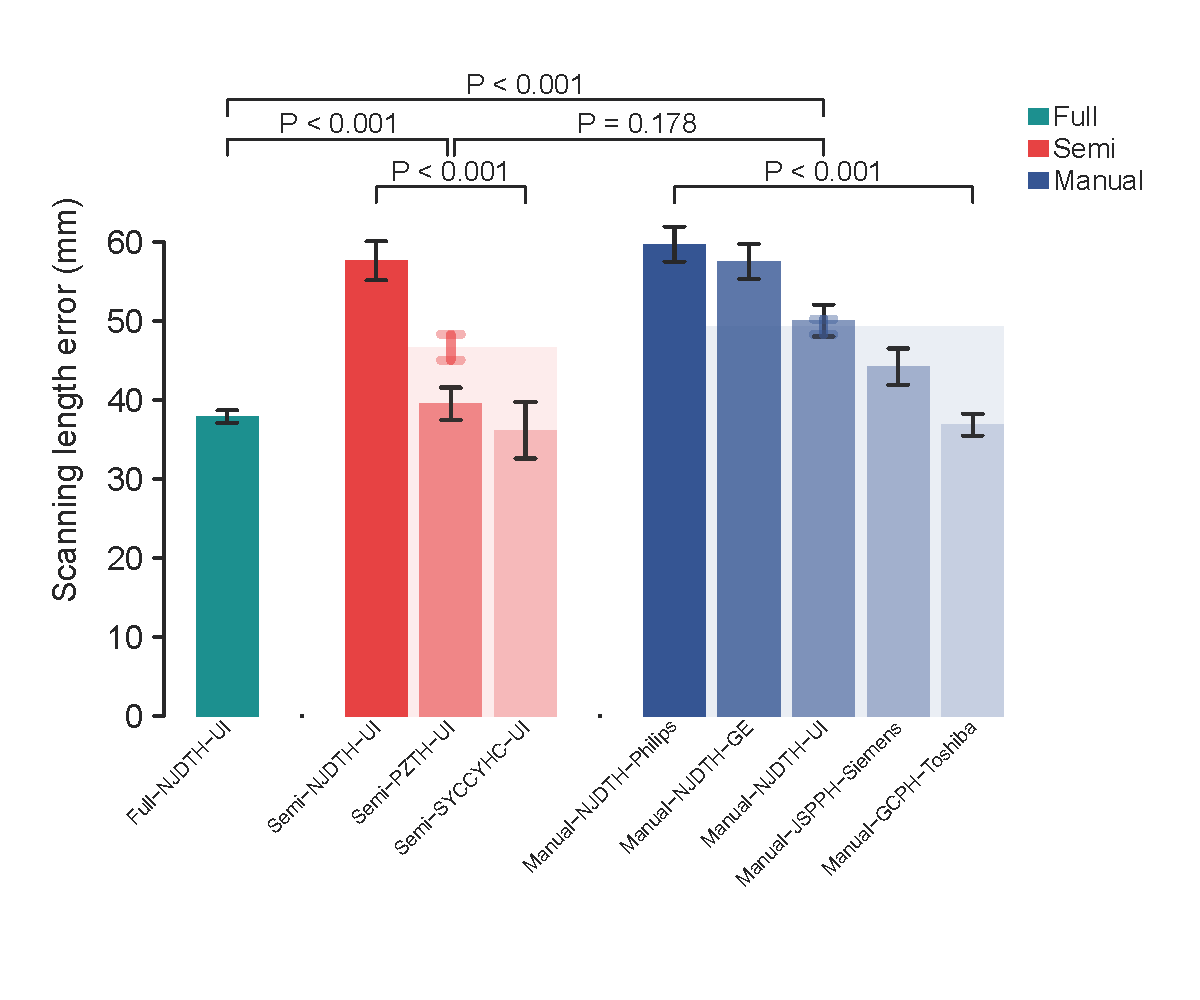 P < 0.001
P < 0.001
P = 0.178
P < 0.001
P < 0.001
Full
Semi
Manual
Scanning length error (mm)
60
50
40
30
20
10
0
Full−NJDTH−UI
.
Semi−NJDTH−UI
Semi−PZTH−UI
Semi−SYCCYHC−UI
.
Manual−NJDTH−Philips
Manual−NJDTH−GE
Manual−NJDTH−UI
Manual−JSPPH−Siemens
Manual−GCPH−Toshiba